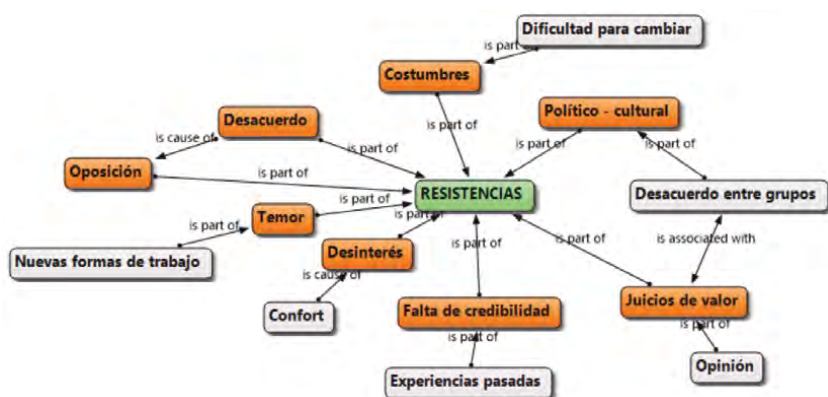 Dificultad para cambiar
is part of
Costumbres
Político - cultural
Desacuerdo
is cause of
is part of
is part of
is part of
is part of
Oposición
is part of
RESISTENCIAS
Desacuerdo entre grupos
Temor
is part of
is part of
is part of
Nuevas formas de trabajo
Desinterés
is part of
is part of
is associated with
is cause of
Confort
Falta de credibilidad
Juicios de valor
is part of
is part of
Experiencias pasadas
Opinión